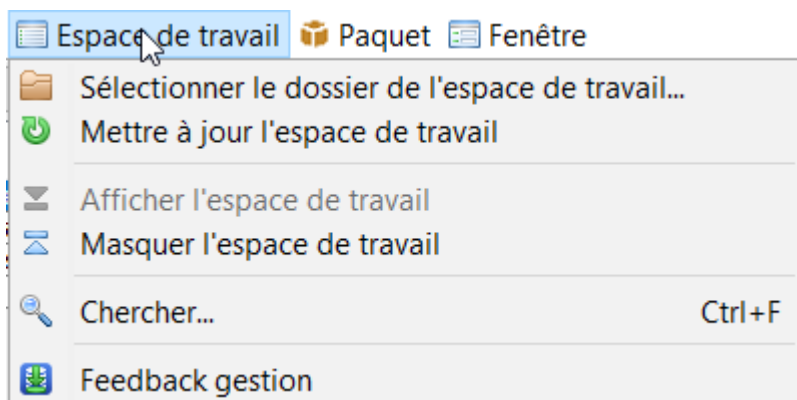 Espace de travail Paquet Fenêtre
Sélectionner le dossier de l'espace de travail...
Mettre à jour l'espace de travail
Afficher l'espace de travail
Masquer l'espace de travail
Chercher... Ctrl+F
Feedback gestion